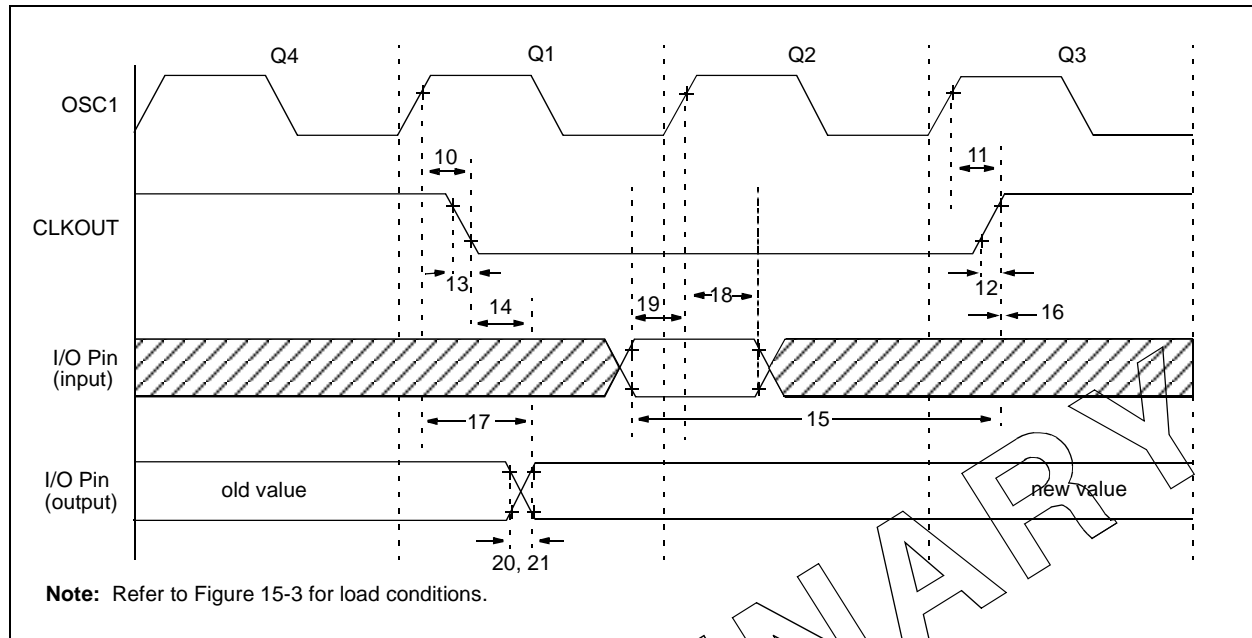 Q4 Q1 Q2 Q3
OSC1
10 11
CLKOUT
13 12
14 19 18 16
I/O Pin
(input)
17 15
I/O Pin
(output)
old value new value
20, 21
Note: Refer to Figure 15-3 for load conditions.
NARY